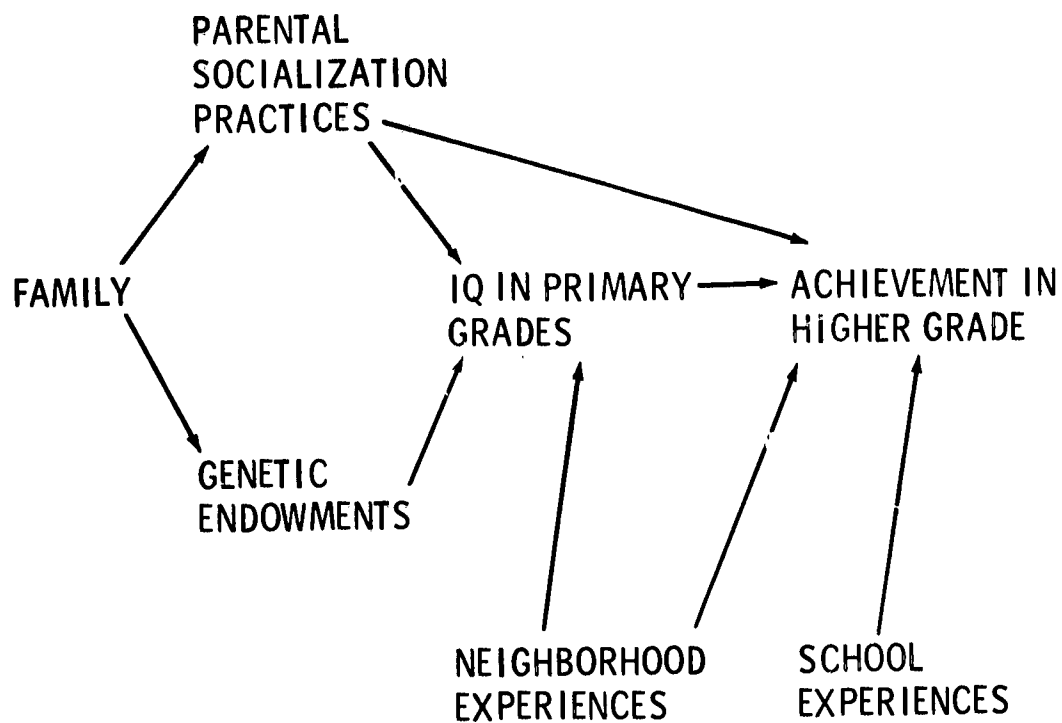 PARENTAL
SOCIALIZATION
PRACTICES
FAMILY
IQ IN PRIMARY
GRADES
ACHIEVEMENT IN
HIGHER GRADE
GENETIC
ENDOWMENTS
NEIGHBORHOOD
EXPERIENCES
SCHOOL
EXPERIENCES